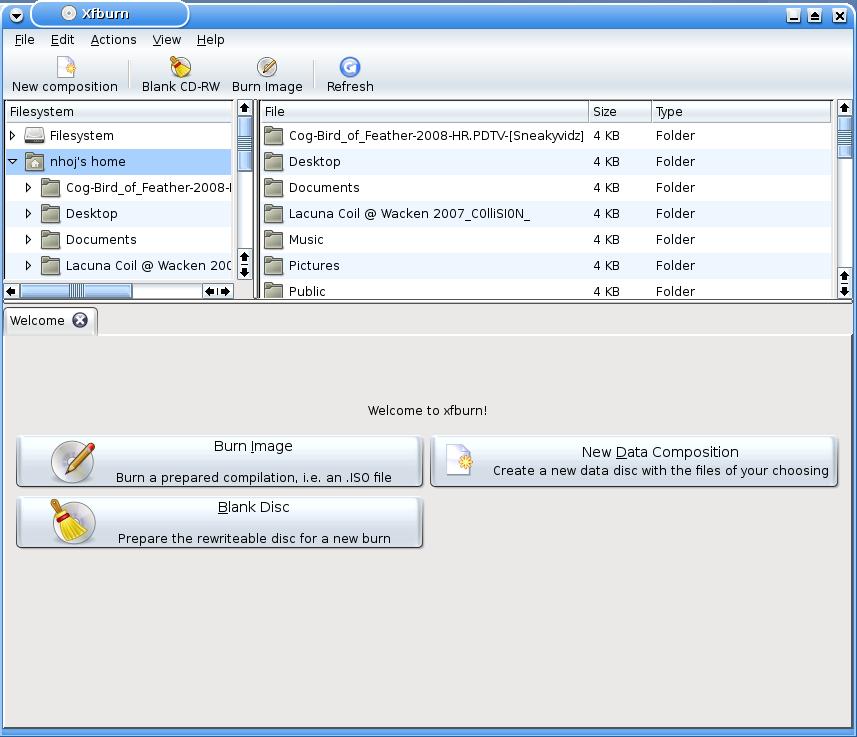 Xfburn
File Edit Actions View Help
New composition Blank CD-RW Burn Image Refresh
Filesystem
Filesystem
nhoj's home
Cog-Bird_of_Feather-2008-
Desktop
Documents
Lacuna Coil @ Wacken 200
File Size Type
Cog-Bird_of_Feather-2008-HR.PDTV-[Sneakyvidz] 4 KB Folder
Desktop 4 KB Folder
Documents 4 KB Folder
Lacuna Coil @ Wacken 2007_C0lliSI0N_ 4 KB Folder
Music 4 KB Folder
Pictures 4 KB Folder
Public 4 KB Folder
Welcome
Welcome to xfburn!
Burn Image
Burn a prepared compilation, i.e. an .ISO file
New Data Composition
Create a new data disc with the files of your choosing
Blank Disc
Prepare the rewriteable disc for a new burn